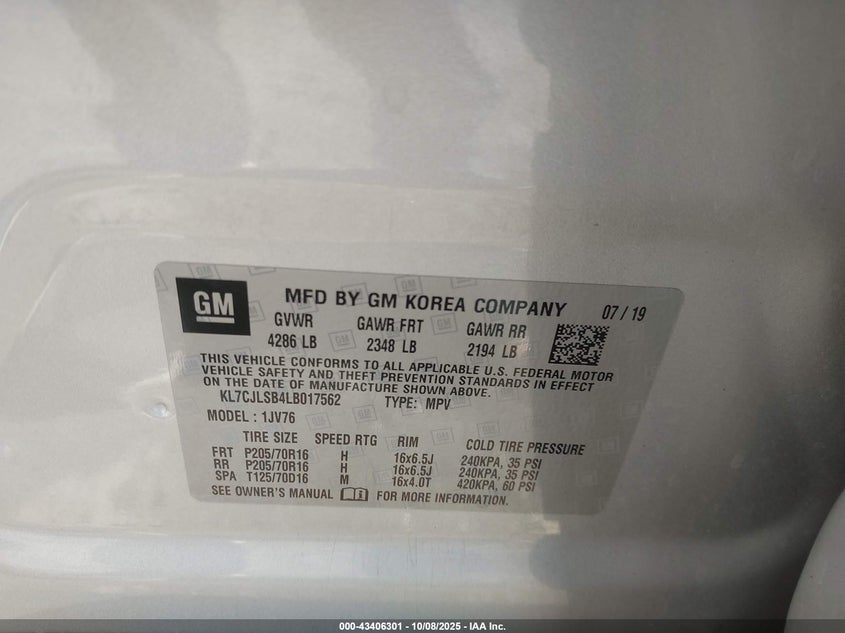 GM
MFD BY GM KOREA COMPANY 07 / 19
GVWR GAWR FRT GAWR RR
4286 LB 2348 LB 2194 LB
THIS VEHICLE CONFORMS TO ALL APPLICABLE U.S. FEDERAL MOTOR
VEHICLE SAFETY AND THEFT PREVENTION STANDARDS IN EFFECT
ON THE DATE OF MANUFACTURE SHOWN ABOVE.
KL7CJLSB4LB017562 TYPE: MPV
MODEL : 1JV76
TIRE SIZE SPEED RTG RIM COLD TIRE PRESSURE
FRT P205/70R16 H 16x6.5J 240KPA, 35 PSI
RR P205/70R16 H 16x6.5J 240KPA, 35 PSI
SPA T125/70D16 M 16x4.0T 420KPA, 60 PSI
SEE OWNER'S MANUAL FOR MORE INFORMATION.
000-43406301 - 10/08/2025 - IAA Inc.